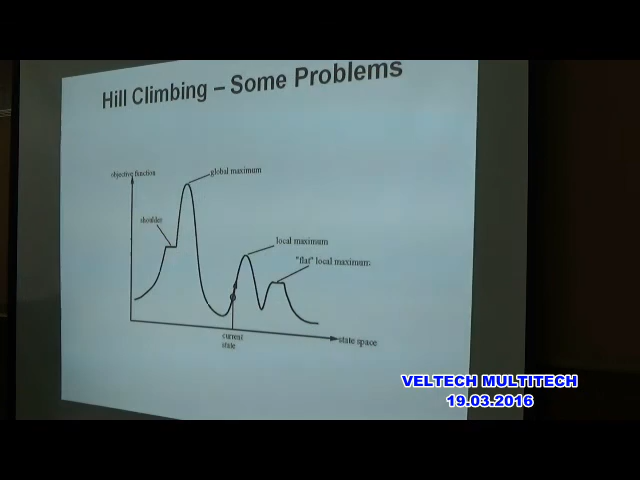 Hill Climbing – Some Problems
objective function
global maximum
shoulder
local maximum
"flat" local maximum
current
state
state space
VELTECH MULTITECH
19.03.2016